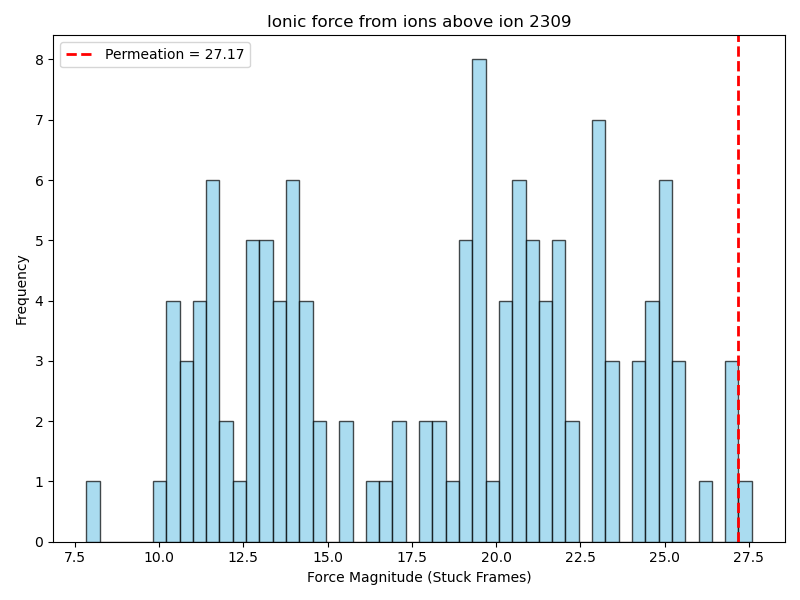 Ionic force from ions above ion 2309
Permeation = 27.17
Frequency
8
7
6
5
4
3
2
1
0
7.5 10.0 12.5 15.0 17.5 20.0 22.5 25.0 27.5
Force Magnitude (Stuck Frames)